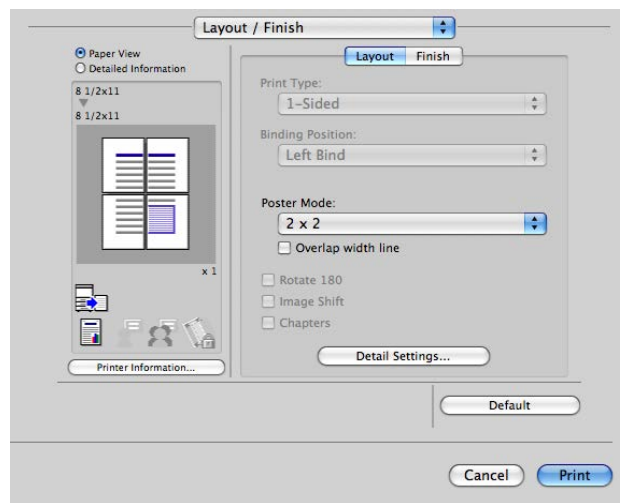 Layout / Finish
Paper View
Detailed Information
8 1/2x11
8 1/2x11
x 1
Printer Information...
Layout Finish
Print Type:
1-Sided
Binding Position:
Left Bind
Poster Mode:
2 x 2
Overlap width line
Rotate 180
Image Shift
Chapters
Detail Settings...
Default
Cancel Print